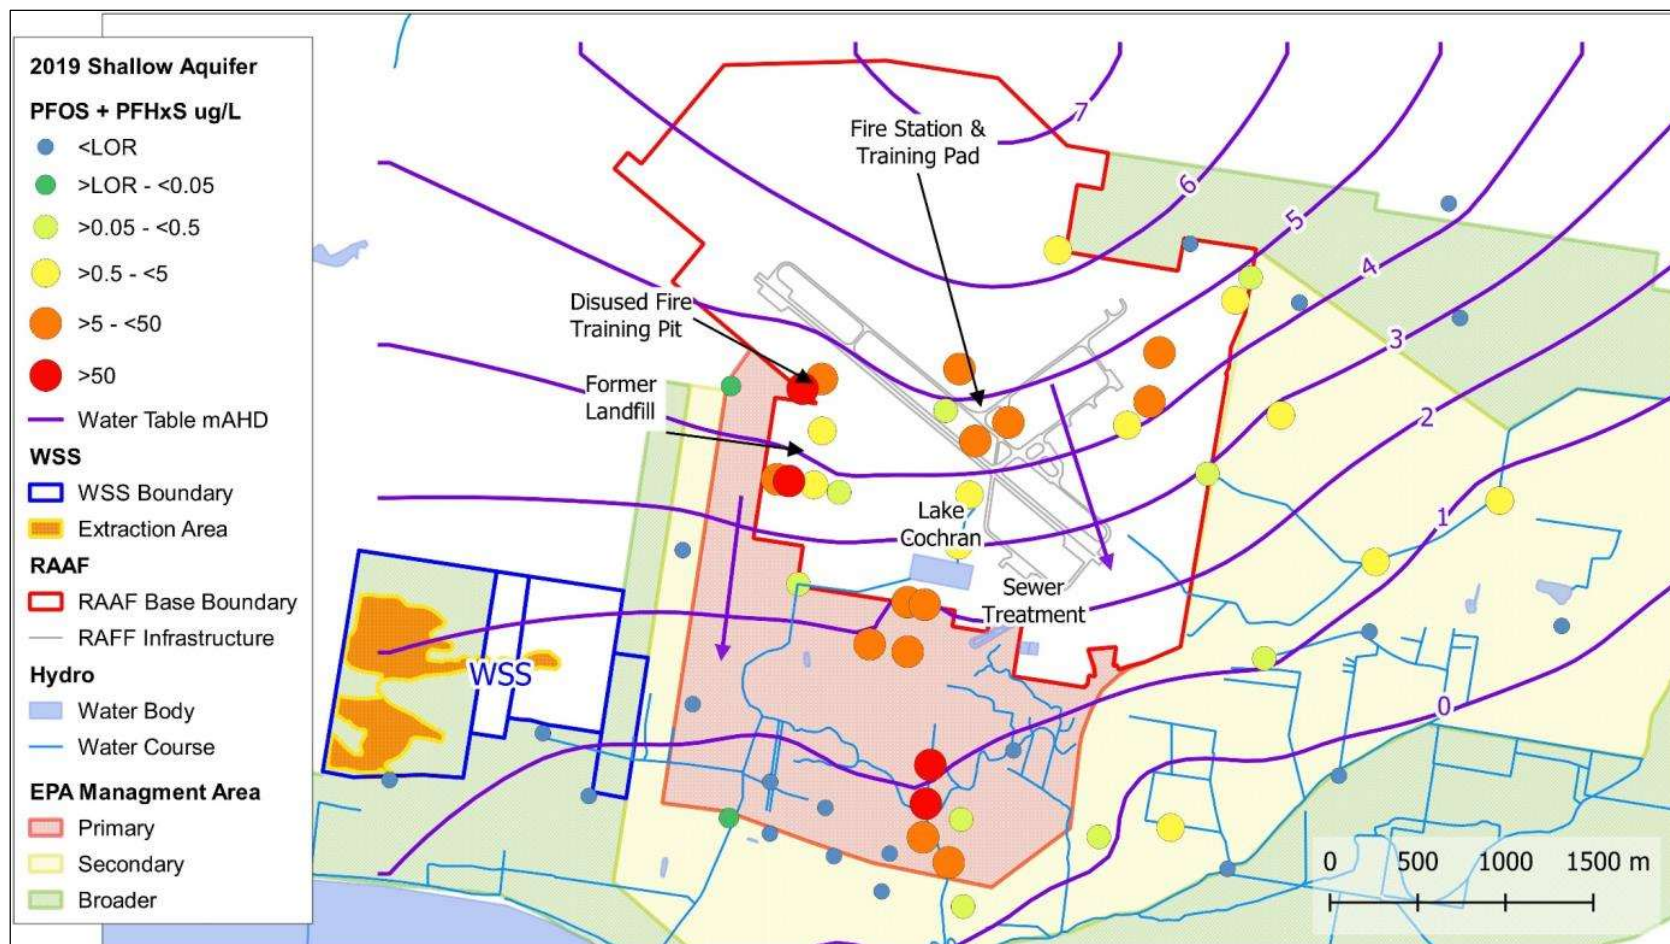 2019 Shallow Aquifer
PFOS + PFHxS ug/L
<LOR
>LOR - <0.05
>0.05 - <0.5
>0.5 - <5
>5 - <50
>50
Water Table mAHD
WSS
WSS Boundary
Extraction Area
RAAF
RAAF Base Boundary
RAFF Infrastructure
Hydro
Water Body
Water Course
EPA Managment Area
Primary
Secondary
Broader
7
Fire Station &
Training Pad
6
5
4
Disused Fire
Training Pit
3
Former
Landfill
2
Lake
Cochran
1
Sewer
Treatment
WSS
0
0 500 1000 1500 m